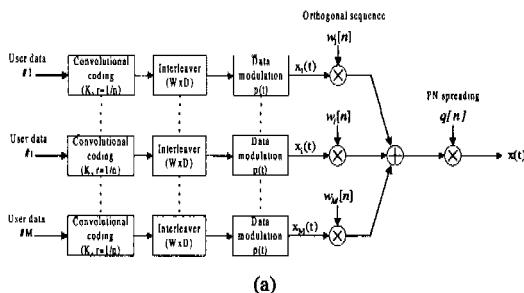 Orthogonal sequence
User data
#1
Convolutional
coding
(K, r=1/n)
Interleaver
(WxD)
Data
modulation
p(t)
x1(t)
w1[n]
PN spreading
q[n]
User data
#i
Convolutional
coding
(K, r=1/n)
Interleaver
(WxD)
Data
modulation
p(t)
xi(t)
wi[n]
x(t)
User data
#M
Convolutional
coding
(K, r=1/n)
Interleaver
(WxD)
Data
modulation
p(t)
xM(t)
wM[n]
(a)